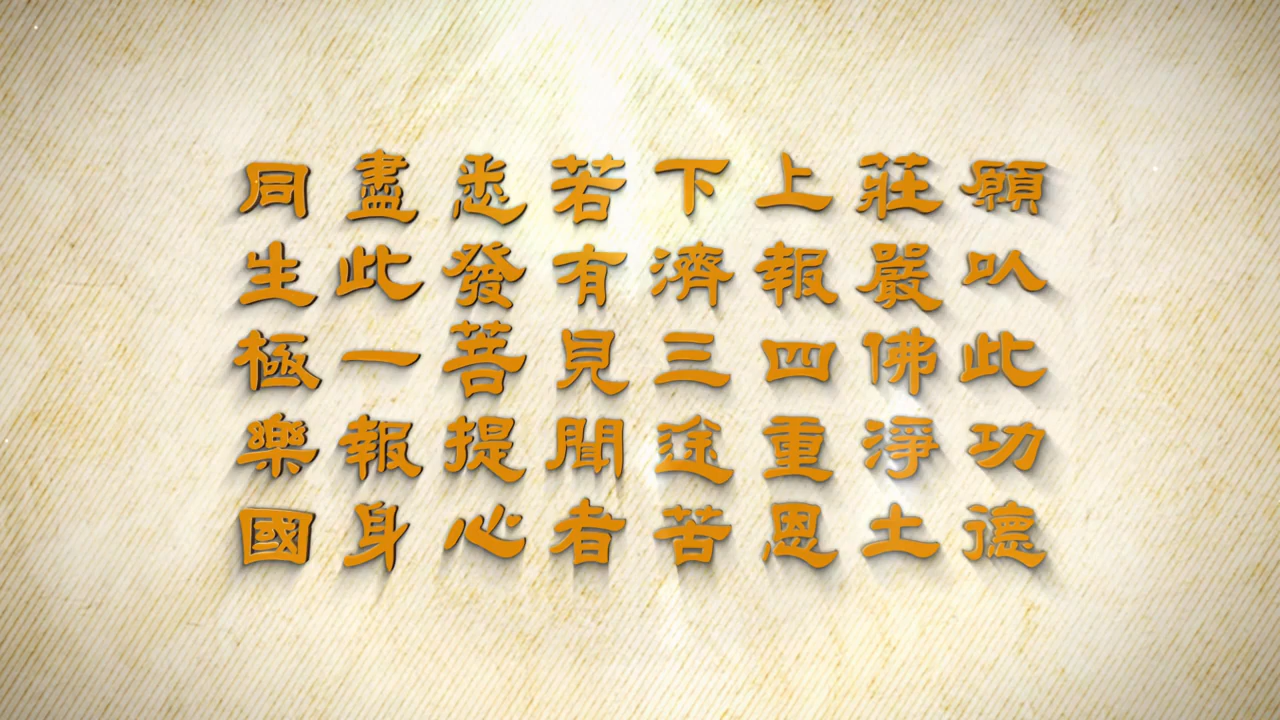 願㕥此功德
莊嚴佛淨土
上報四重恩
下濟三途苦
若有見聞者
悉發菩提心
盡此一報身
同生極樂國